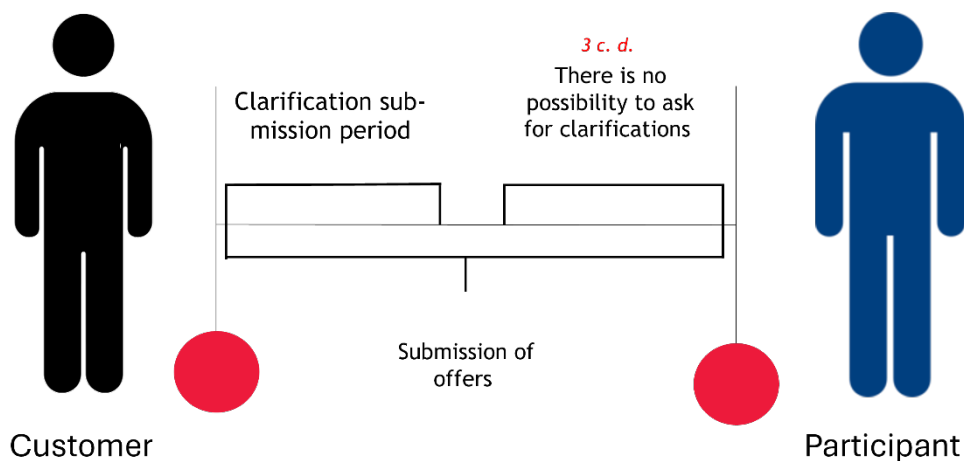 3 c. d.
Clarification sub-
mission period
There is no
possibility to ask
for clarifications
Submission of
offers
Customer
Participant